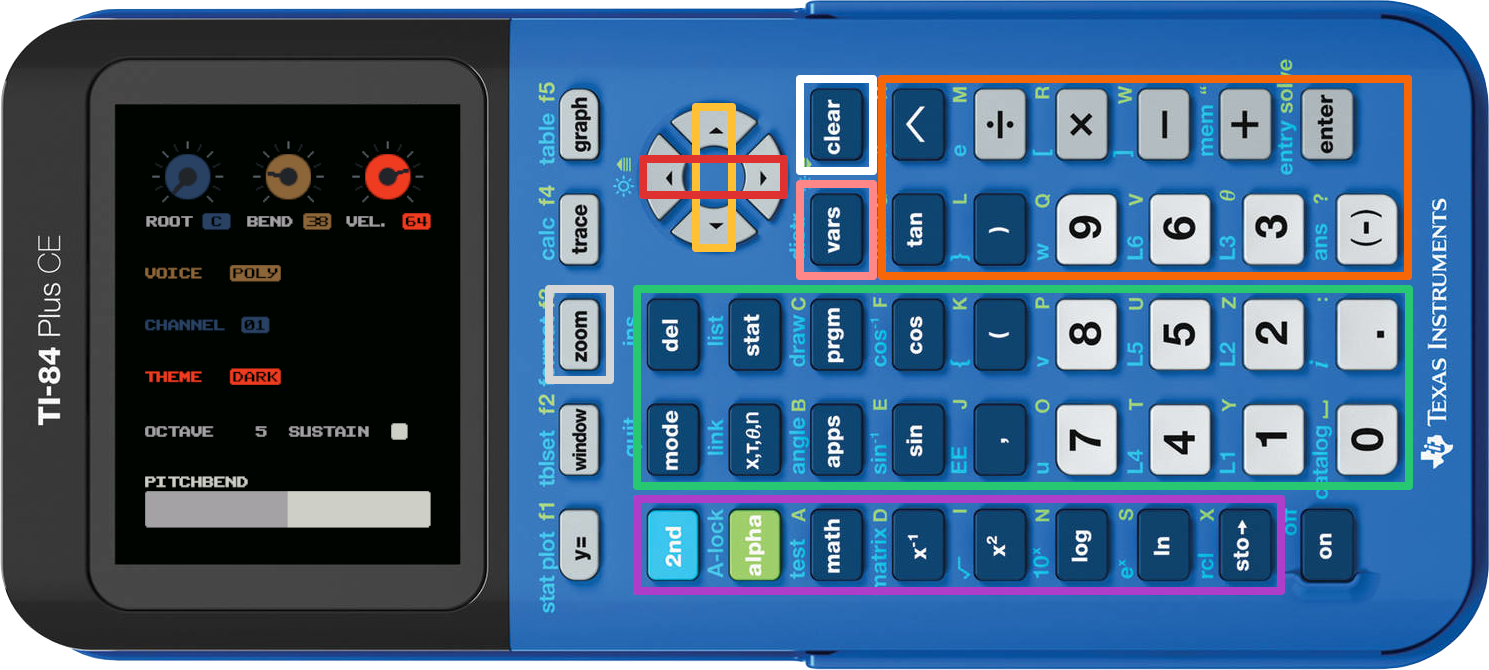 TI-84 Plus CE
ROOT C BEND 38 VEL. 64
VOICE POLY
CHANNEL 01
THEME DARK
OCTAVE 5 SUSTAIN
PITCHBEND
stat plot f1 tblset f2 f4 calc table f5
y= window zoom trace graph
quit ins
2nd mode del
A-lock link list
alpha X,T,θ,n stat
test A angle B draw C distr
math apps prgm vars clear
matrix D sin⁻¹ E cos⁻¹ F
x⁻¹ sin cos tan ^
√ I EE J { K } L e M
x² , ( ) ÷
10ˣ N u O v P w Q [ R
log 7 8 9 ×
eˣ S L4 T L5 U L6 V ] W
ln 4 5 6 −
rcl X L1 Y L2 Z L3 θ mem "
sto→ 1 2 3 +
off catalog ⎵ i : ans ? entry solve
on 0 . (-) enter
TEXAS INSTRUMENTS